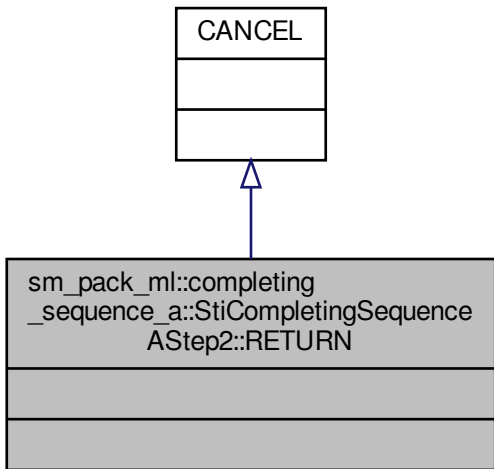 CANCEL
sm_pack_ml::completing
_sequence_a::StiCompletingSequence
AStep2::RETURN